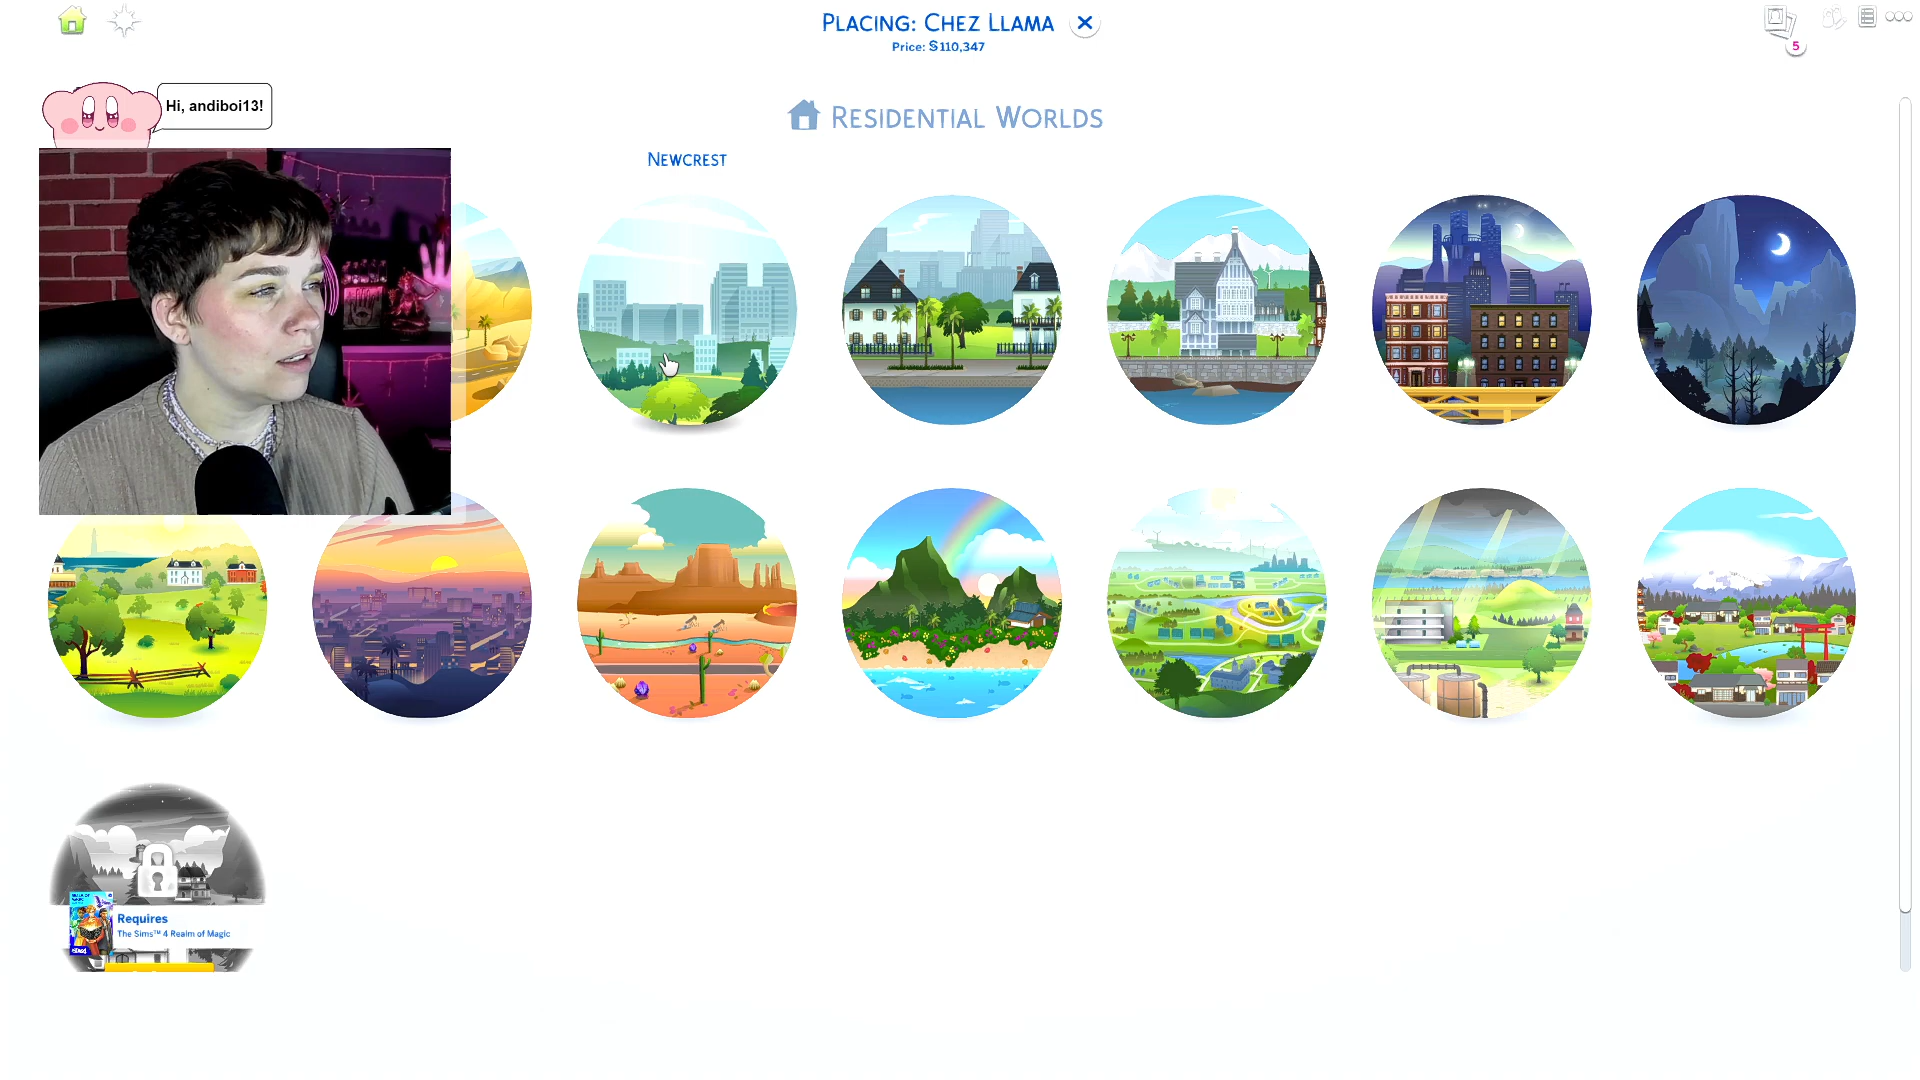 PLACING: CHEZ LLAMA
Price: §110,347
5
Hi, andiboi13!
RESIDENTIAL WORLDS
NEWCREST
Requires
The Sims™ 4 Realm of Magic